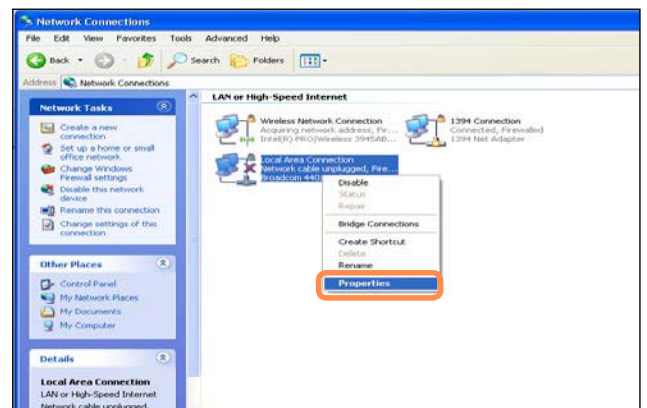 Network Connections
File Edit View Favorites Tools Advanced Help
Back Search Folders
Address Network Connections
Network Tasks
Create a new
connection
Set up a home or small
office network
Change Windows
Firewall settings
Disable this network
device
Rename this connection
Change settings of this
connection
Other Places
Control Panel
My Network Places
My Documents
My Computer
Details
Local Area Connection
LAN or High-Speed Internet
Network cable unplugged,
LAN or High-Speed Internet
Wireless Network Connection
Acquiring network address, Fir...
Intel(R) PRO/Wireless 3945AB...
1394 Connection
Connected, Firewalled
1394 Net Adapter
Local Area Connection
Network cable unplugged, Fire...
Broadcom 440
Disable
Status
Repair
Bridge Connections
Create Shortcut
Delete
Rename
Properties